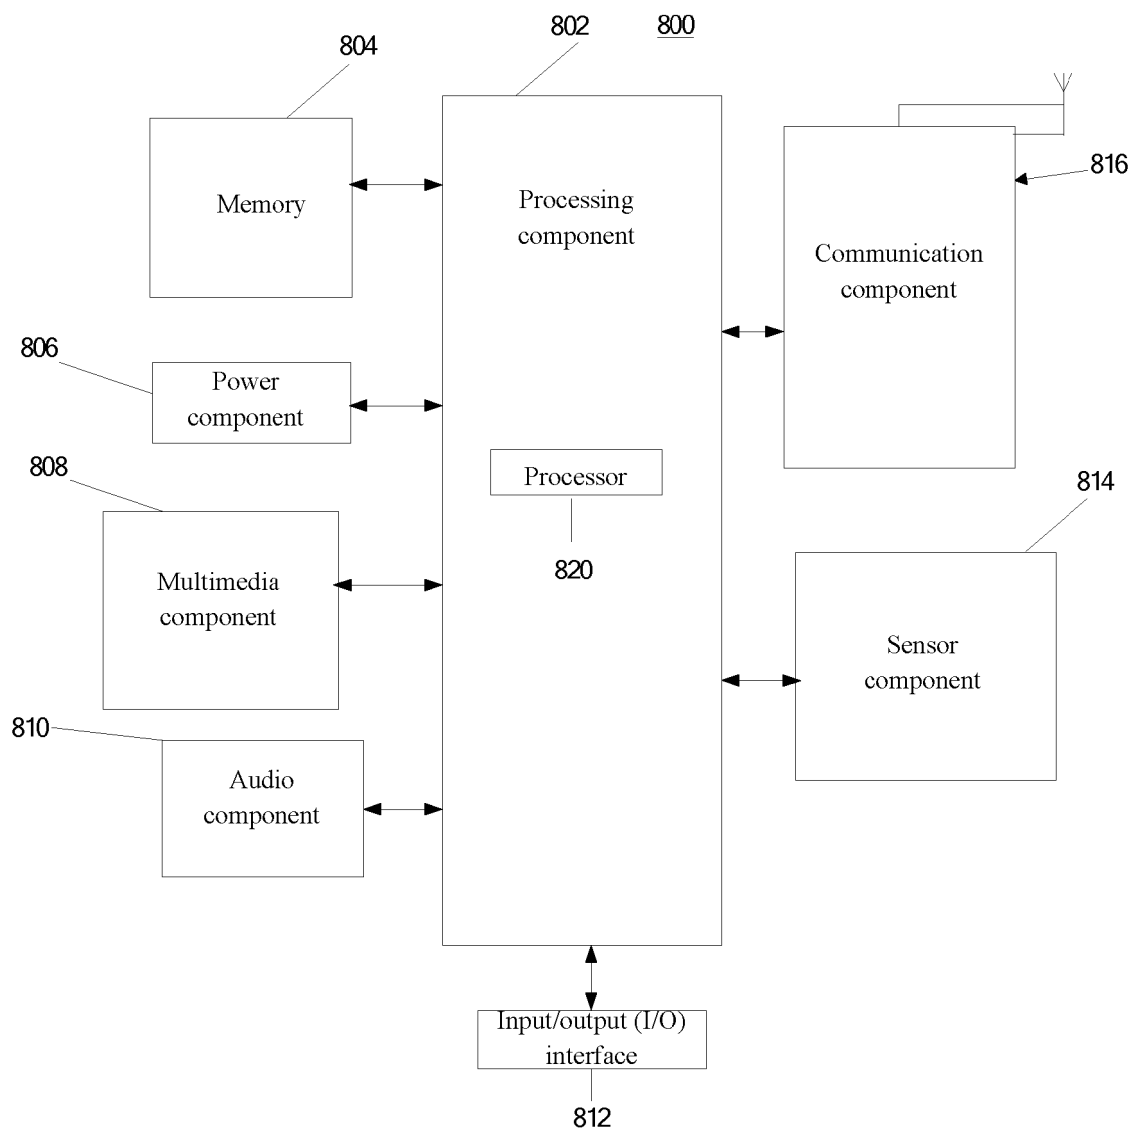 802
800
804
816
Memory
Processing
component
Communication
component
806
Power
component
808
Processor
814
820
Multimedia
component
Sensor
component
810
Audio
component
Input/output (I/O)
interface
812